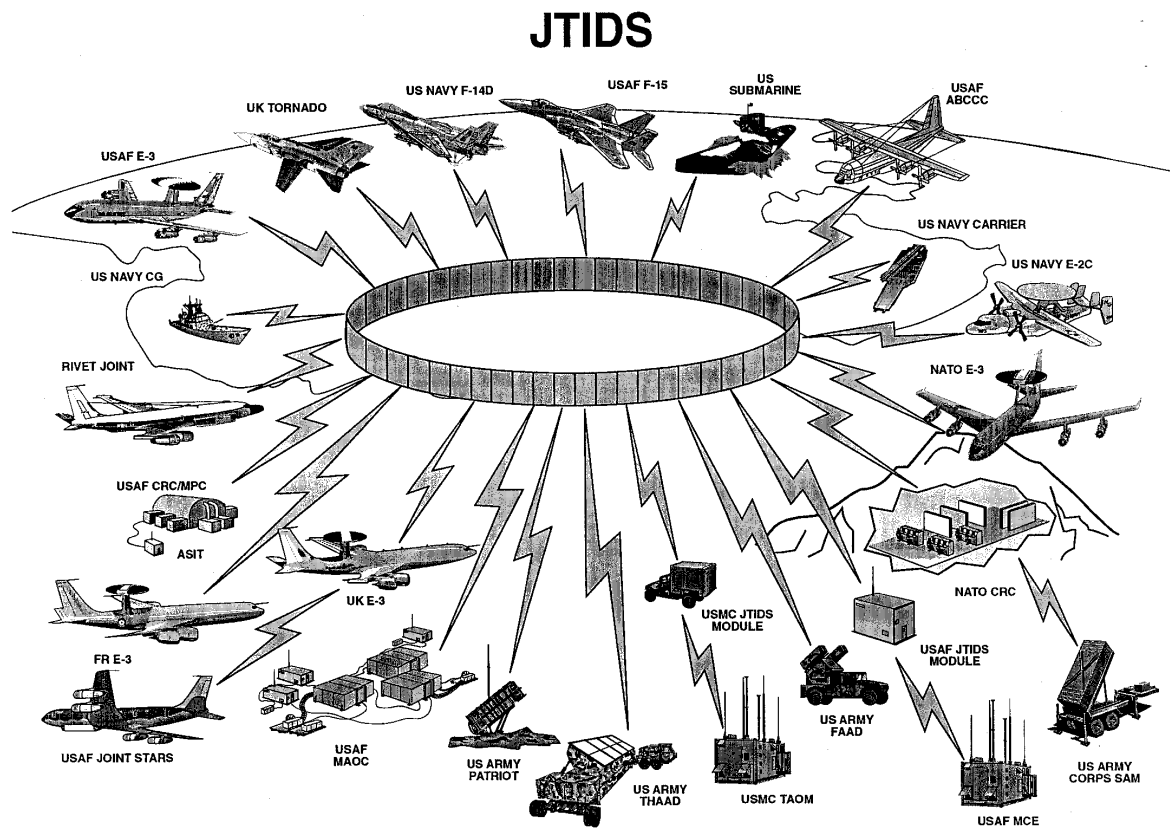 JTIDS
UK TORNADO
US NAVY F-14D
USAF F-15
US
SUBMARINE
USAF
ABCCC
USAF E-3
US NAVY CARRIER
US NAVY E-2C
US NAVY CG
RIVET JOINT
NATO E-3
USAF CRC/MPC
ASIT
UK E-3
NATO CRC
USMC JTIDS
MODULE
USAF JTIDS
MODULE
FR E-3
USAF JOINT STARS
USAF
MAOC
US ARMY
PATRIOT
US ARMY
THAAD
USMC TAOM
US ARMY
FAAD
USAF MCE
US ARMY
CORPS SAM